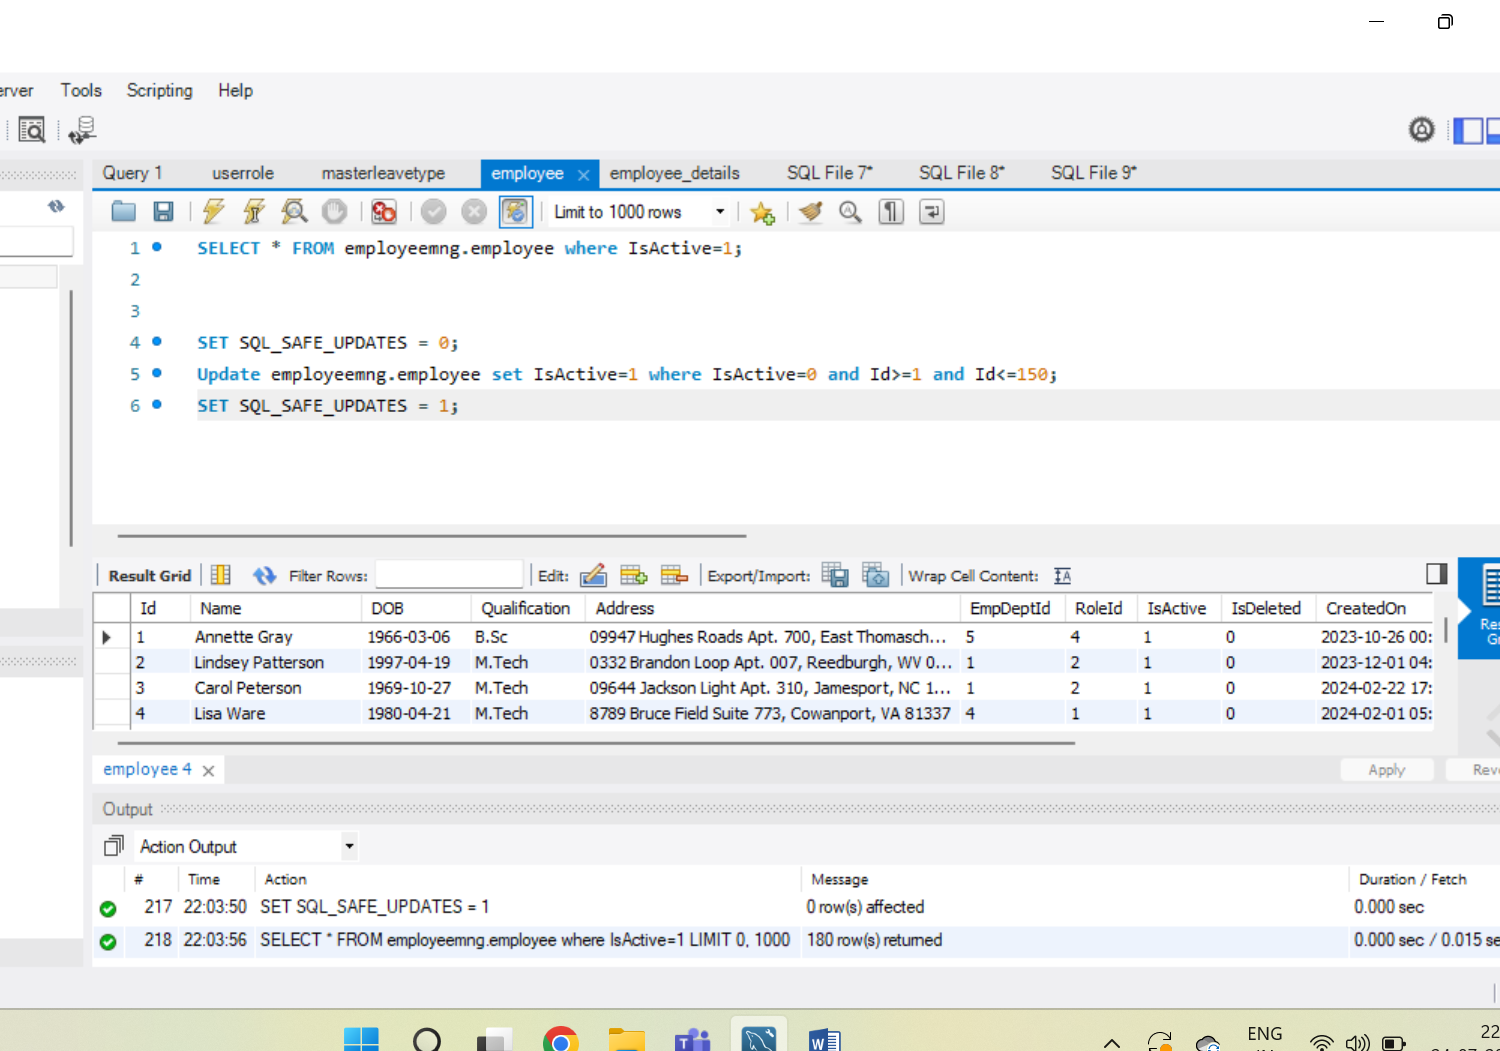 erver Tools Scripting Help
Query 1 userrole masterleavetype employee employee_details SQL File 7* SQL File 8* SQL File 9*
Limit to 1000 rows
1 SELECT * FROM employeemng.employee where IsActive=1;
2
3
4 SET SQL_SAFE_UPDATES = 0;
5 Update employeemng.employee set IsActive=1 where IsActive=0 and Id>=1 and Id<=150;
6 SET SQL_SAFE_UPDATES = 1;
Result Grid Filter Rows: Edit: Export/Import: Wrap Cell Content:
Id Name DOB Qualification Address EmpDeptId RoleId IsActive IsDeleted CreatedOn
1 Annette Gray 1966-03-06 B.Sc 09947 Hughes Roads Apt. 700, East Thomasch... 5 4 1 0 2023-10-26 00:
2 Lindsey Patterson 1997-04-19 M.Tech 0332 Brandon Loop Apt. 007, Reedburgh, WV 0... 1 2 1 0 2023-12-01 04:
3 Carol Peterson 1969-10-27 M.Tech 09644 Jackson Light Apt. 310, Jamesport, NC 1... 1 2 1 0 2024-02-22 17:
4 Lisa Ware 1980-04-21 M.Tech 8789 Bruce Field Suite 773, Cowanport, VA 81337 4 1 1 0 2024-02-01 05:
employee 4 Apply Reve
Output
Action Output
# Time Action Message Duration / Fetch
217 22:03:50 SET SQL_SAFE_UPDATES = 1 0 row(s) affected 0.000 sec
218 22:03:56 SELECT * FROM employeemng.employee where IsActive=1 LIMIT 0, 1000 180 row(s) returned 0.000 sec / 0.015 se
ENG 22